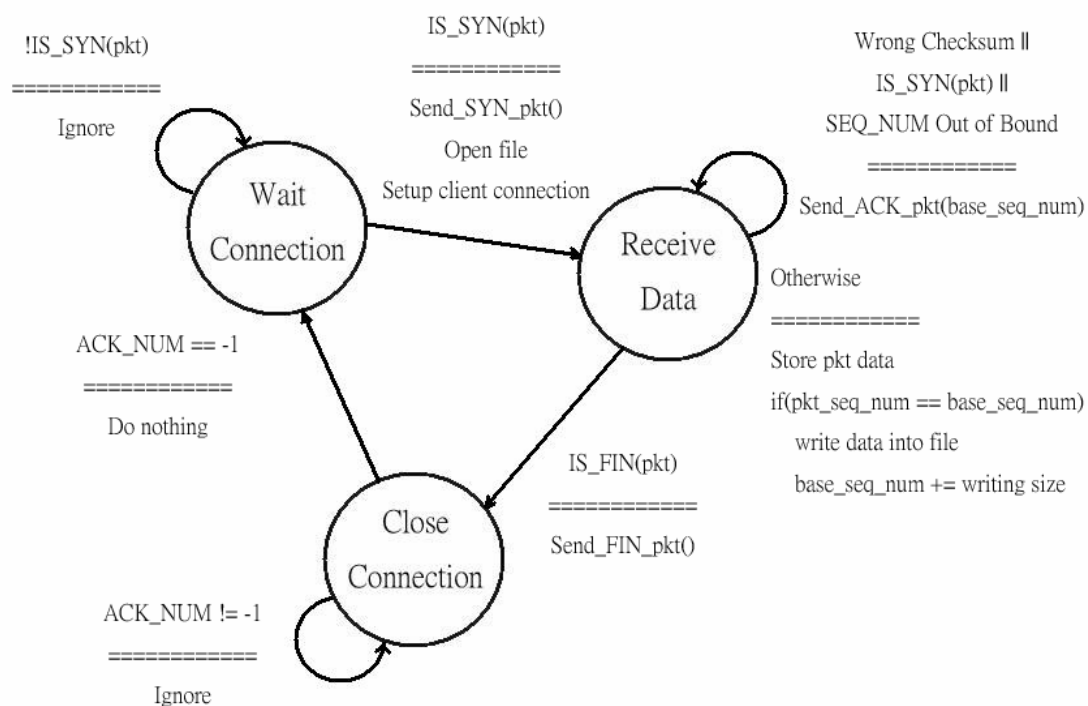 !IS_SYN(pkt)
============
Ignore
IS_SYN(pkt)
============
Send_SYN_pkt()
Open file
Setup client connection
Wrong Checksum ||
IS_SYN(pkt) ||
SEQ_NUM Out of Bound
============
Send_ACK_pkt(base_seq_num)
Wait
Connection
Receive
Data
Otherwise
============
Store pkt data
if(pkt_seq_num == base_seq_num)
write data into file
base_seq_num += writing size
ACK_NUM == -1
============
Do nothing
IS_FIN(pkt)
============
Send_FIN_pkt()
Close
Connection
ACK_NUM != -1
============
Ignore